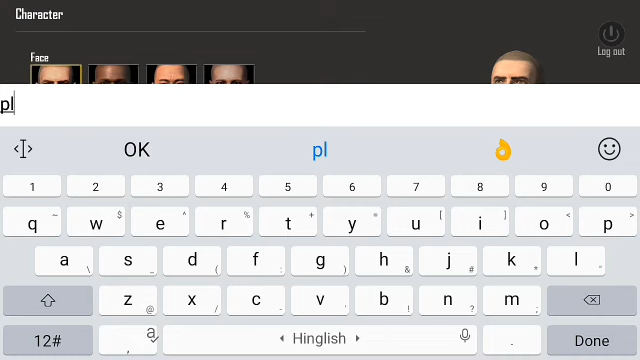 Character
Face
Log out
pl
OK pl
1 2 3 4 5 6 7 8 9 0
q ~ w $ e ^ r % t + y = u [ i ] o < p >
a \ s _ d ( f : g ) h & j # k * l "
z @ x / c - v ' b ! n ? m ;
12# , a Hinglish . Done